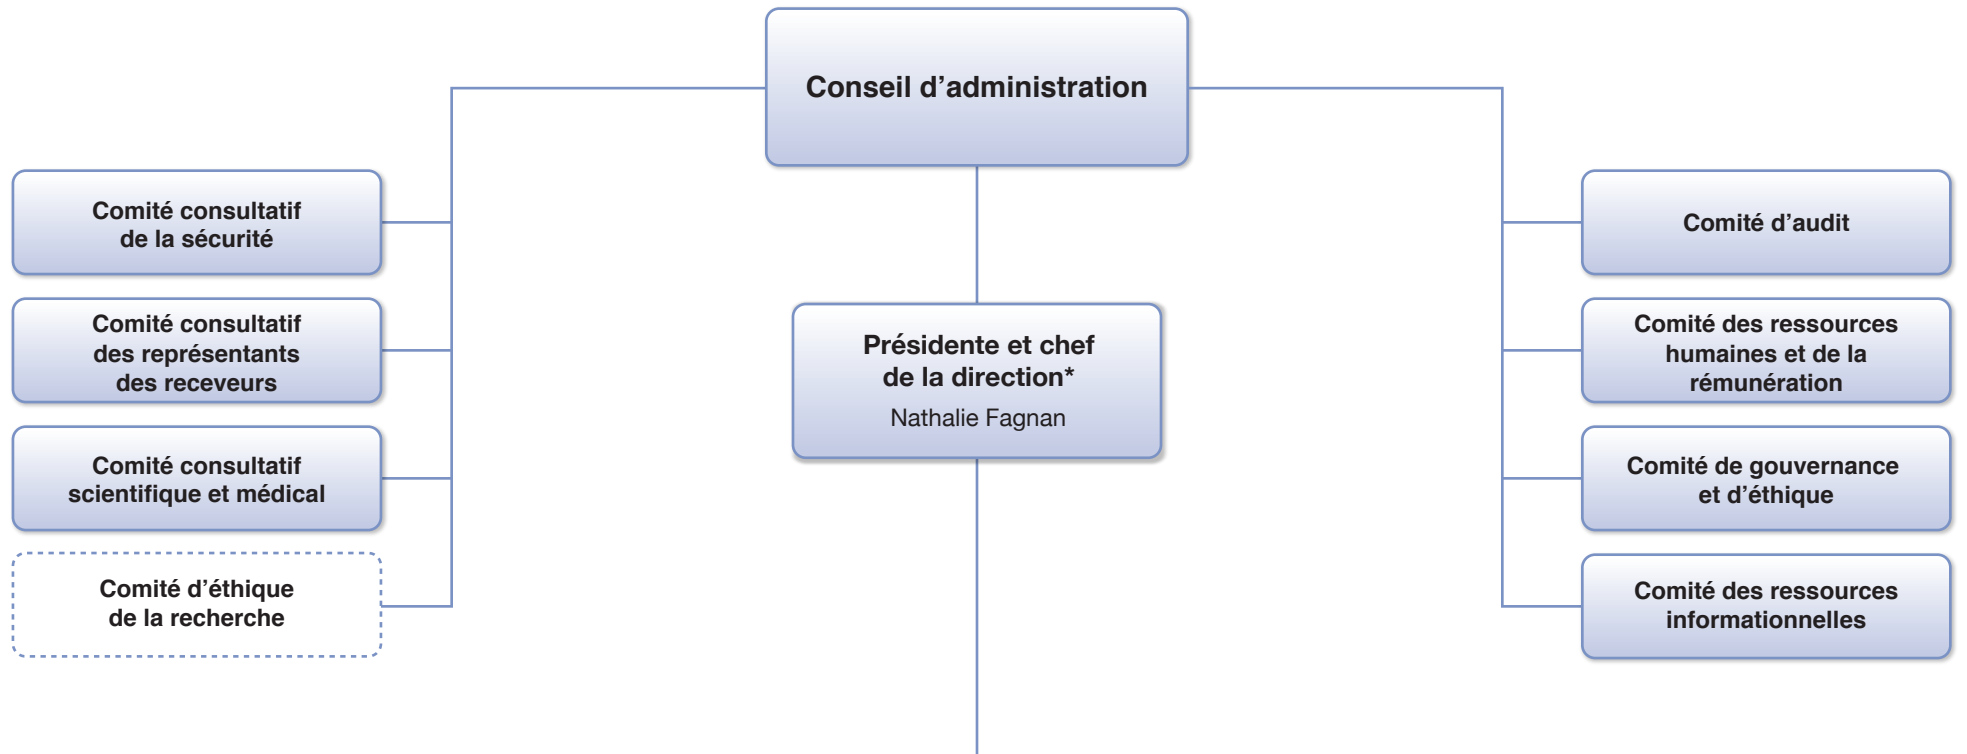 Conseil d’administration
Comité consultatif
de la sécurité
Comité consultatif
des représentants
des receveurs
Comité consultatif
scientifique et médical
Comité d’éthique
de la recherche
Présidente et chef
de la direction*
Nathalie Fagnan
Comité d’audit
Comité des ressources
humaines et de la
rémunération
Comité de gouvernance
et d’éthique
Comité des ressources
informationnelles